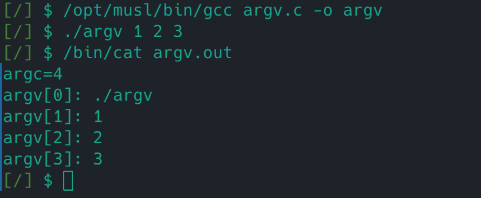 [/] $ /opt/musl/bin/gcc argv.c -o argv
[/] $ ./argv 1 2 3
[/] $ /bin/cat argv.out
argc=4
argv[0]: ./argv
argv[1]: 1
argv[2]: 2
argv[3]: 3
[/] $